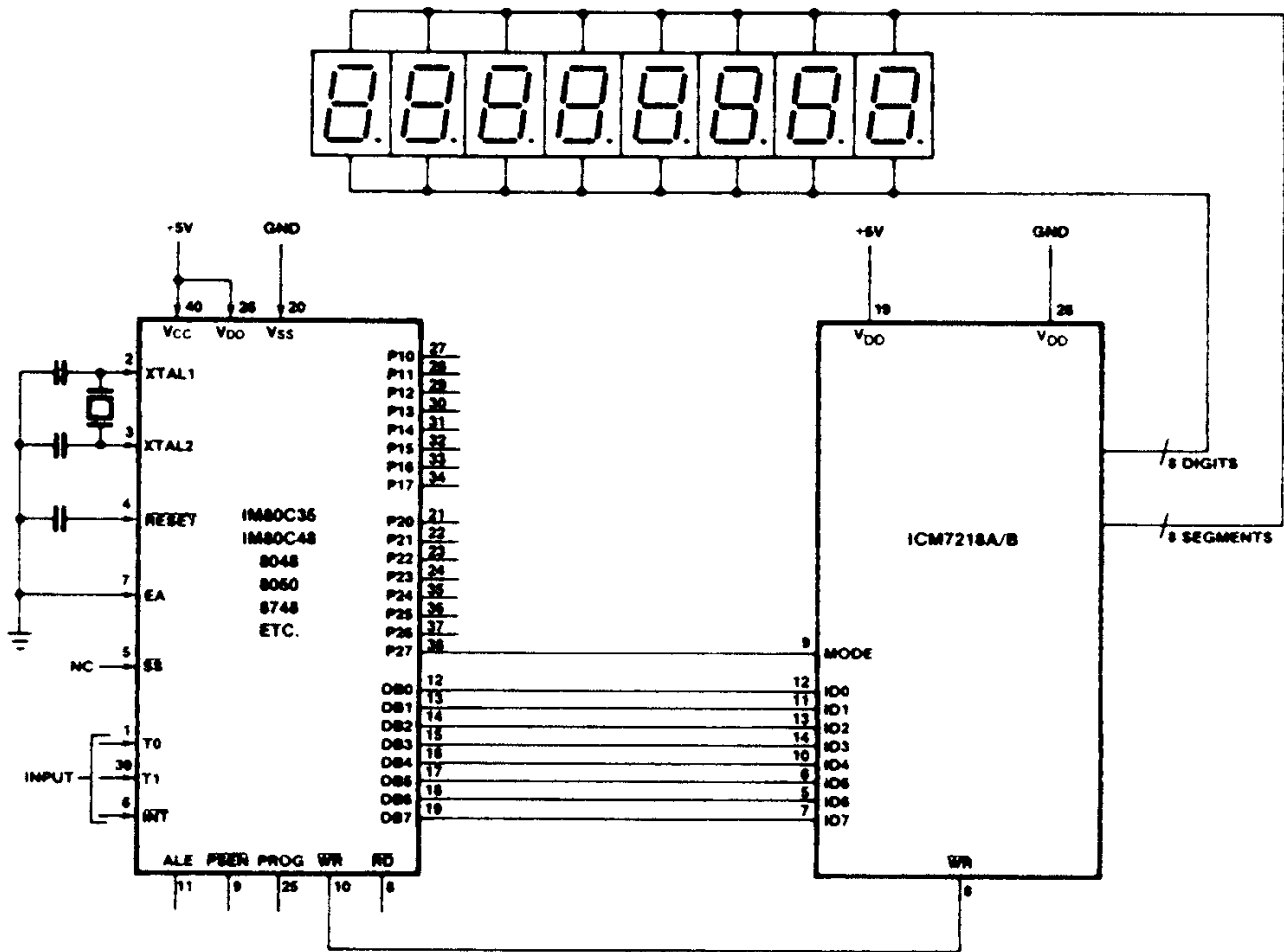 +5V
GND
+5V
GND
40
26
20
19
28
VCC
VDD
VSS
VDD
VDD
2
XTAL1
3
XTAL2
4
RESET
7
EA
5
NC
SS
1
T0
39
INPUT
T1
6
INT
IM80C35
IM80C48
8048
8050
8748
ETC.
P10 27
P11 28
P12 29
P13 30
P14 31
P15 32
P16 33
P17 34
P20 21
P21 22
P22 23
P23 24
P24 35
P25 36
P26 37
P27 38
DB0 12
DB1 13
DB2 14
DB3 15
DB4 16
DB5 17
DB6 18
DB7 19
ALE
PSEN
PROG
WR
RD
11
9
25
10
8
ICM7218A/B
8 DIGITS
8 SEGMENTS
9 MODE
12 ID0
11 ID1
13 ID2
14 ID3
10 ID4
6 ID5
5 ID6
7 ID7
WR
8